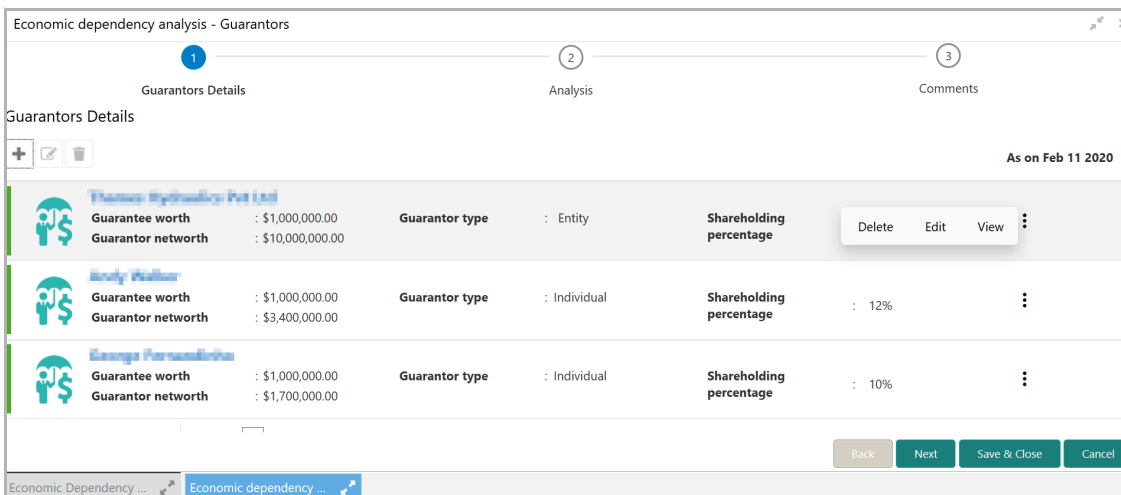 Economic dependency analysis - Guarantors
1 2 3
Guarantors Details Analysis Comments
Guarantors Details
As on Feb 11 2020
Guarantee worth : $1,000,000.00 Guarantor type : Entity Shareholding percentage
Guarantor networth : $10,000,000.00
Delete Edit View
Guarantee worth : $1,000,000.00 Guarantor type : Individual Shareholding percentage : 12%
Guarantor networth : $3,400,000.00
Guarantee worth : $1,000,000.00 Guarantor type : Individual Shareholding percentage : 10%
Guarantor networth : $1,700,000.00
Back Next Save & Close Cancel
Economic Dependency ... Economic dependency ...